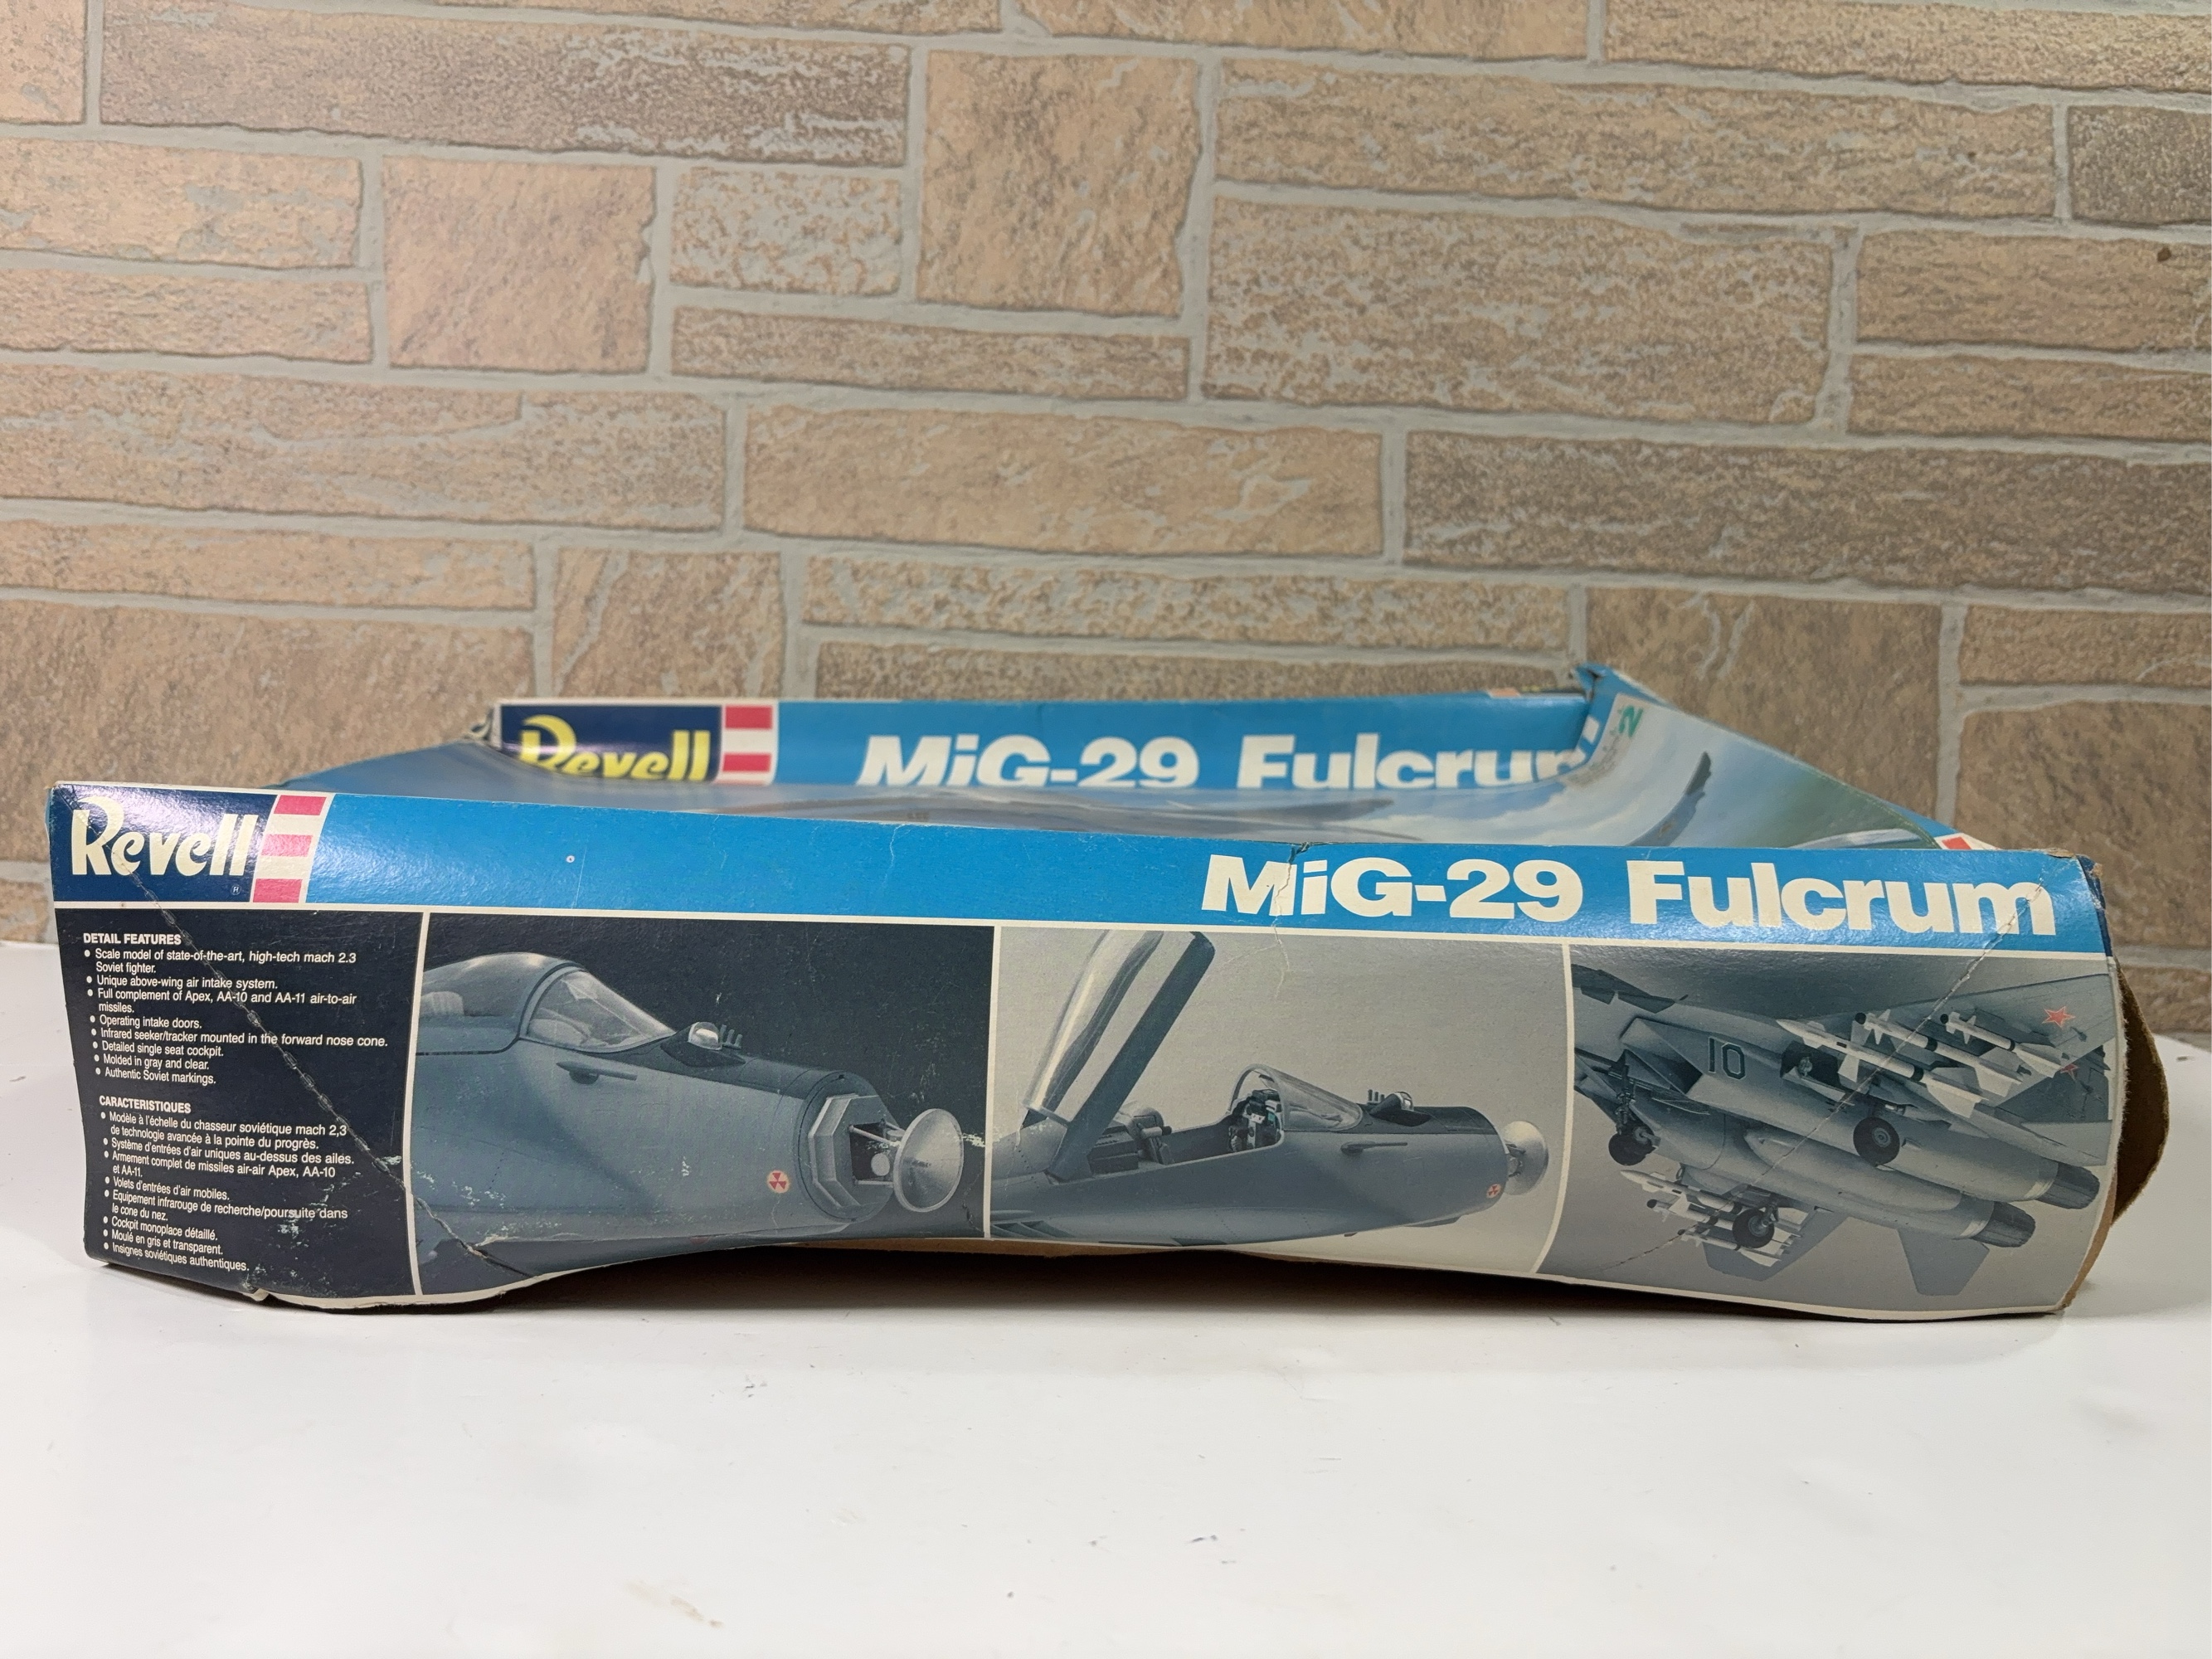 Revell
MiG-29 Fulcrum
2
Revell
®
MiG-29 Fulcrum
DETAIL FEATURES
• Scale model of state-of-the-art, high-tech mach 2.3
Soviet fighter.
• Unique above-wing air intake system.
• Full complement of Apex, AA-10 and AA-11 air-to-air
missiles.
• Operating intake doors.
• Infrared seeker/tracker mounted in the forward nose cone.
• Detailed single seat cockpit.
• Molded in gray and clear.
• Authentic Soviet markings.
CARACTERISTIQUES
• Modèle à l'échelle du chasseur soviétique mach 2,3
de technologie avancée à la pointe du progrès.
• Système d'entrées d'air uniques au-dessus des ailes.
• Armement complet de missiles air-air Apex, AA-10
et AA-11.
• Volets d'entrées d'air mobiles.
• Equipement infrarouge de recherche/poursuite dans
le cone du nez.
• Cockpit monoplace détaillé.
• Moulé en gris et transparent.
• Insignes soviétiques authentiques.
10